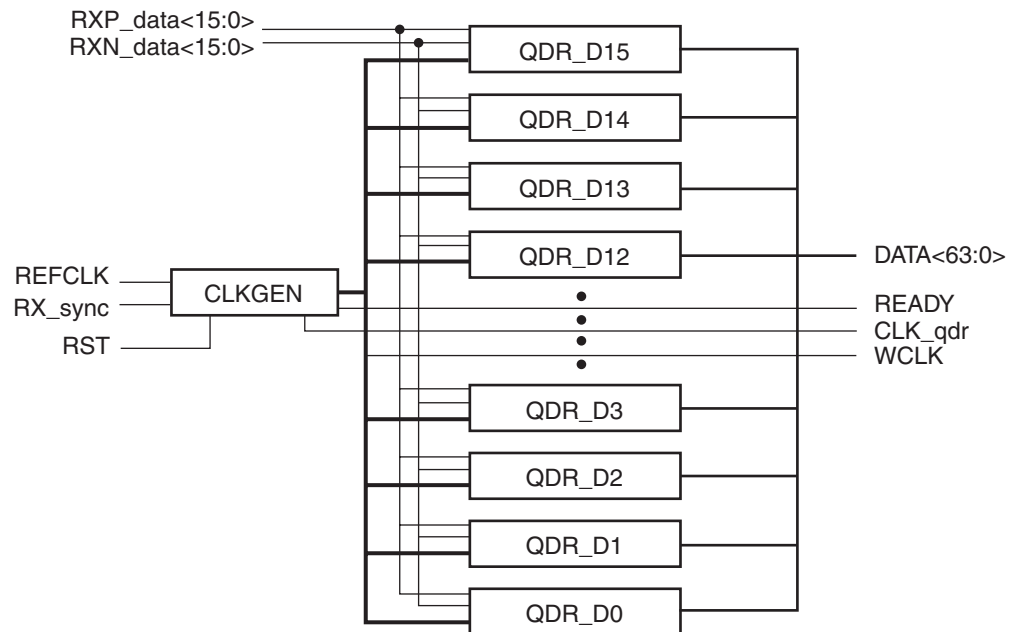 RXP_data<15:0>
RXN_data<15:0>
QDR_D15
QDR_D14
QDR_D13
QDR_D12
DATA<63:0>
REFCLK
CLKGEN
RX_sync
READY
CLK_qdr
RST
WCLK
QDR_D3
QDR_D2
QDR_D1
QDR_D0